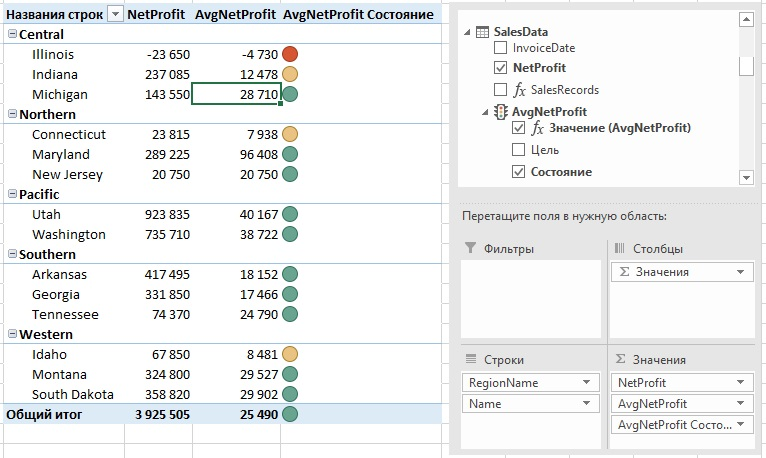 Названия строк NetProfit AvgNetProfit AvgNetProfit Состояние
Central
Illinois -23 650 -4 730
Indiana 237 085 12 478
Michigan 143 550 28 710
Northern
Connecticut 23 815 7 938
Maryland 289 225 96 408
New Jersey 20 750 20 750
Pacific
Utah 923 835 40 167
Washington 735 710 38 722
Southern
Arkansas 417 495 18 152
Georgia 331 850 17 466
Tennessee 74 370 24 790
Western
Idaho 67 850 8 481
Montana 324 800 29 527
South Dakota 358 820 29 902
Общий итог 3 925 505 25 490
SalesData
InvoiceDate
NetProfit
fx SalesRecords
AvgNetProfit
fx Значение (AvgNetProfit)
Цель
Состояние
Перетащите поля в нужную область:
Фильтры
Столбцы
Σ Значения
Строки
RegionName
Name
Σ Значения
NetProfit
AvgNetProfit
AvgNetProfit Состо...